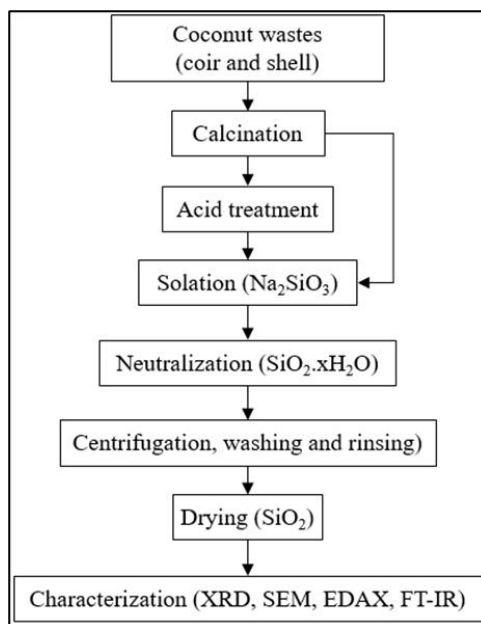 Coconut wastes
(coir and shell)
Calcination
Acid treatment
Solation (Na₂SiO₃)
Neutralization (SiO₂.xH₂O)
Centrifugation, washing and rinsing)
Drying (SiO₂)
Characterization (XRD, SEM, EDAX, FT-IR)